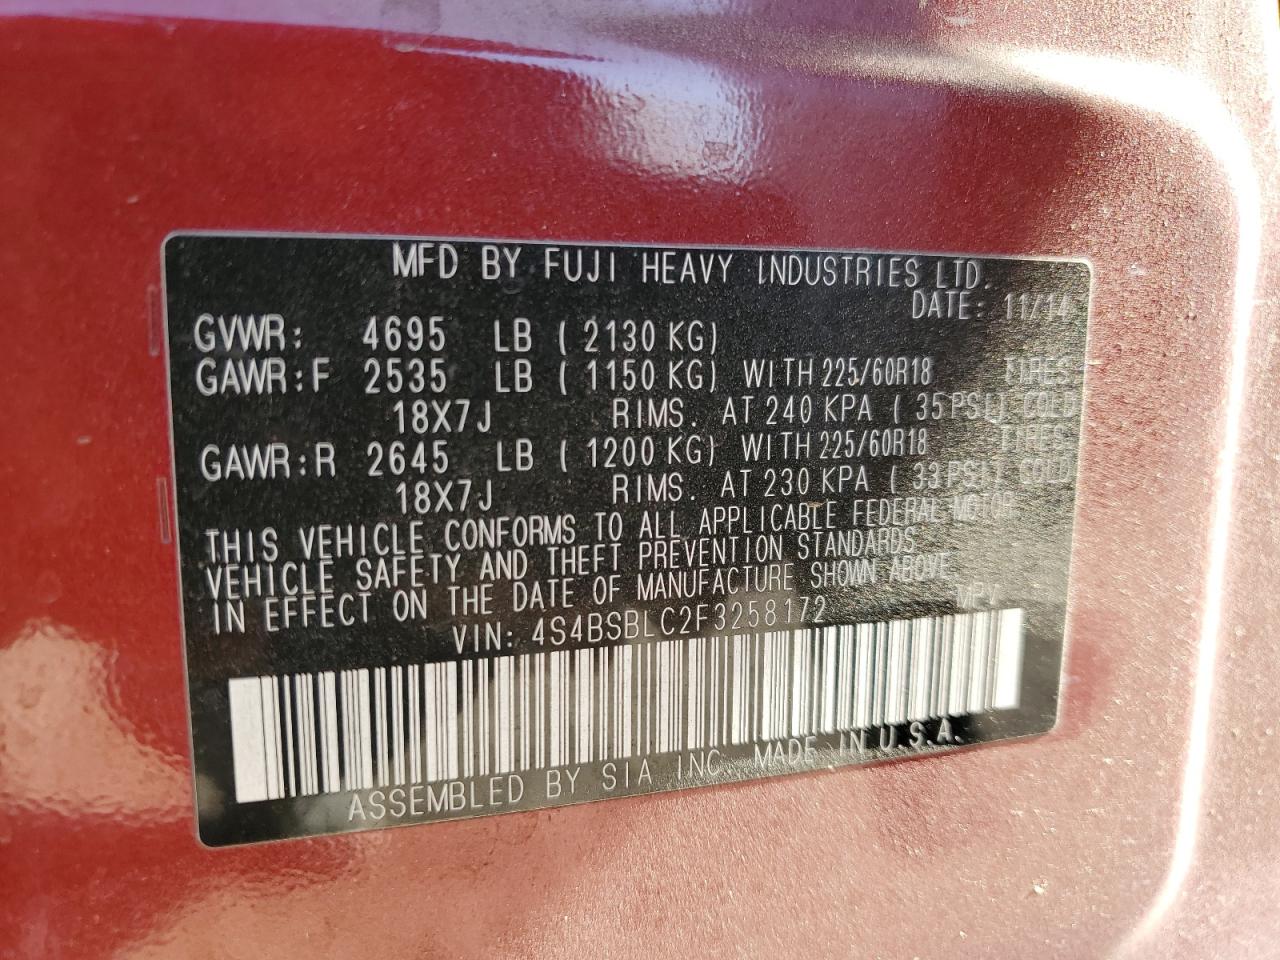 MFD BY FUJI HEAVY INDUSTRIES LTD.
DATE: 11/14
GVWR: 4695 LB ( 2130 KG)
GAWR:F 2535 LB ( 1150 KG) WITH 225/60R18 TIRES
18X7J RIMS. AT 240 KPA ( 35PSI) COLD
GAWR:R 2645 LB ( 1200 KG) WITH 225/60R18 TIRES
18X7J RIMS. AT 230 KPA ( 33PSI) COLD
THIS VEHICLE CONFORMS TO ALL APPLICABLE FEDERAL MOTOR
VEHICLE SAFETY AND THEFT PREVENTION STANDARDS
IN EFFECT ON THE DATE OF MANUFACTURE SHOWN ABOVE.
VIN: 4S4BSBLC2F3258172 MPV
ASSEMBLED BY SIA INC. MADE IN U.S.A.